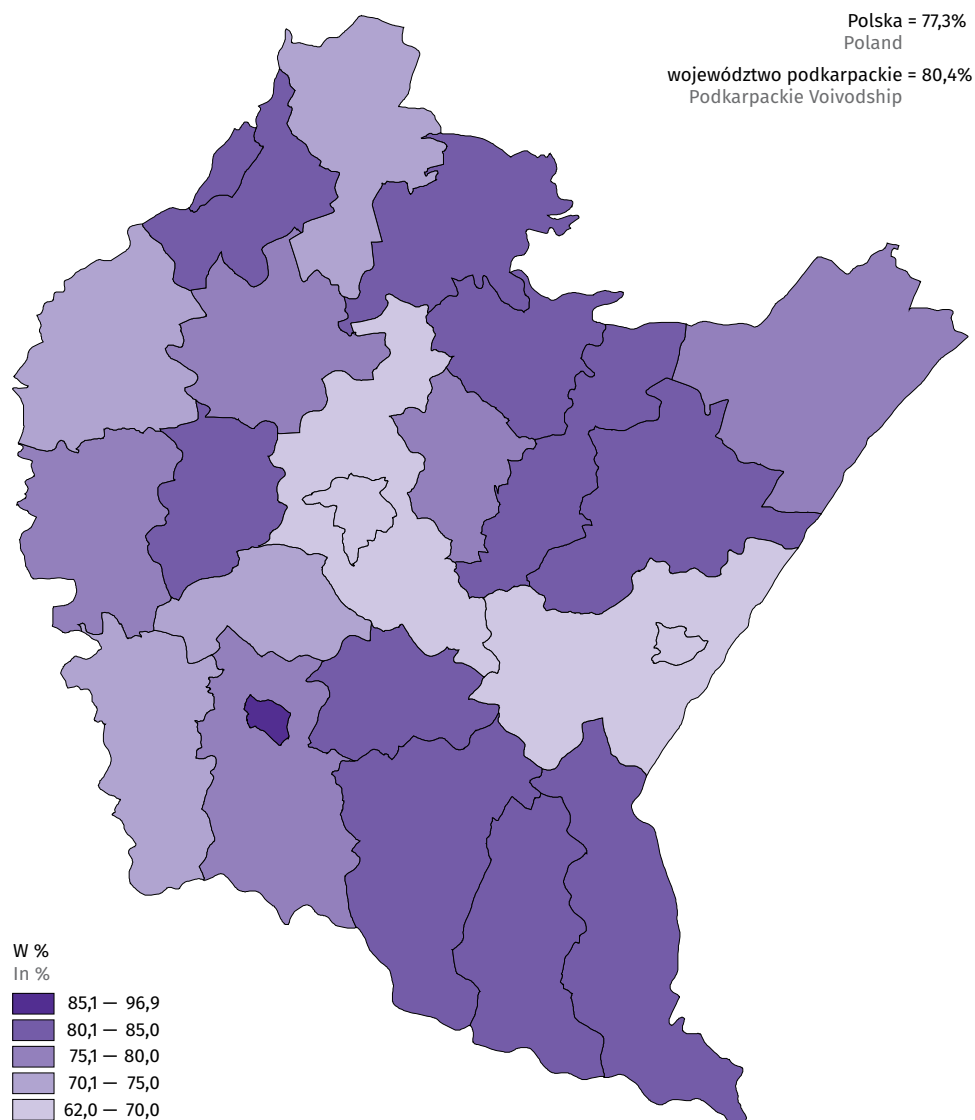 Polska = 77,3%
Poland
województwo podkarpackie = 80,4%
Podkarpackie Voivodship
W %
In %
85,1 — 96,9
80,1 — 85,0
75,1 — 80,0
70,1 — 75,0
62,0 — 70,0